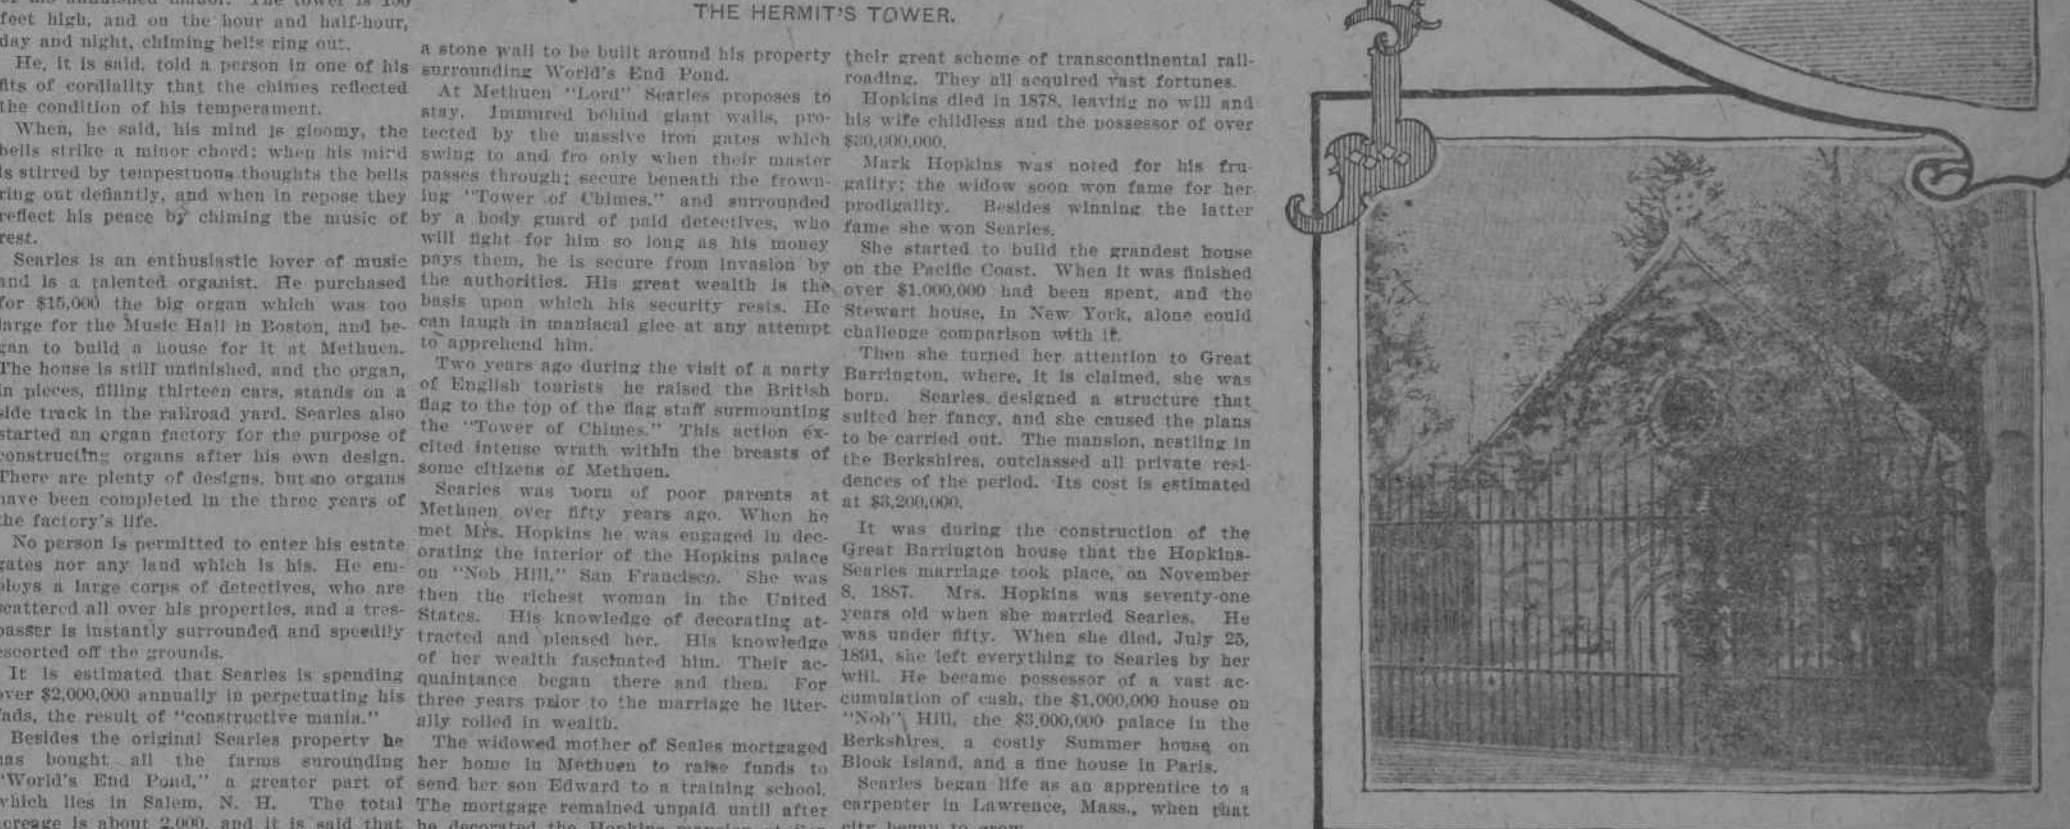 THE HERMIT'S TOWER.
feet high, and on the hour and half-hour,
day and night, chiming bells ring out.
He, it is said, told a person in one of his
fits of cordiality that the chimes reflected
the condition of his temperament.
When, he said, his mind is gloomy, the
bells strike a minor chord; when his mind
is stirred by tempestuous thoughts the bells
ring out defiantly, and when in repose they
reflect his peace by chiming the music of
rest.
Searles is an enthusiastic lover of music
and is a talented organist. He purchased
for $15,000 the big organ which was too
large for the Music Hall in Boston, and be-
gan to build a house for it at Methuen.
The house is still unfinished, and the organ,
in pieces, filling thirteen cars, stands on a
side track in the railroad yard. Searles also
started an organ factory for the purpose of
constructing organs after his own design.
There are plenty of designs, but no organs
have been completed in the three years of
the factory's life.
No person is permitted to enter his estate
gates nor any land which is his. He em-
ploys a large corps of detectives, who are
scattered all over his properties, and a tres-
passer is instantly surrounded and speedily
escorted off the grounds.
It is estimated that Searles is spending
over $2,000,000 annually in perpetuating his
fads, the result of "constructive mania."
Besides the original Searles property he
has bought all the farms surounding
"World's End Pond," a greater part of
which lies in Salem, N. H. The total
acreage is about 2,000, and it is said that
a stone wall to be built around his property
surrounding World's End Pond.
At Methuen "Lord" Searles proposes to
stay. Immured behind giant walls, pro-
tected by the massive iron gates which
swing to and fro only when their master
passes through; secure beneath the frown-
ing "Tower of Chimes," and surrounded
by a body guard of paid detectives, who
will fight for him so long as his money
pays them, he is secure from invasion by
the authorities. His great wealth is the
basis upon which his security rests. He
can laugh in maniacal glee at any attempt
to apprehend him.
Two years ago during the visit of a party
of English tourists he raised the British
flag to the top of the flag staff surmounting
the "Tower of Chimes." This action ex-
cited intense wrath within the breasts of
some citizens of Methuen.
Searles was born of poor parents at
Methuen over fifty years ago. When he
met Mrs. Hopkins he was engaged in dec-
orating the interior of the Hopkins palace
on "Nob Hill," San Francisco. She was
then the richest woman in the United
States. His knowledge of decorating at-
tracted and pleased her. His knowledge
of her wealth fascinated him. Their ac-
quaintance began there and then. For
three years prior to the marriage he liter-
ally rolled in wealth.
The widowed mother of Seales mortgaged
her home in Methuen to raise funds to
send her son Edward to a training school.
The mortgage remained unpaid until after
he decorated the Hopkins mansion at San
their great scheme of transcontinental rail-
roading. They all acquired vast fortunes.
Hopkins died in 1878, leaving no will and
his wife childless and the possessor of over
$30,000,000.
Mark Hopkins was noted for his fru-
gality; the widow soon won fame for her
prodigality. Besides winning the latter
fame she won Searles.
She started to build the grandest house
on the Pacific Coast. When it was finished
over $1,000,000 had been spent, and the
Stewart house, in New York, alone could
challenge comparison with it.
Then she turned her attention to Great
Barrington, where, it is claimed, she was
born. Searles designed a structure that
suited her fancy, and she caused the plans
to be carried out. The mansion, nestling in
the Berkshires, outclassed all private resi-
dences of the period. Its cost is estimated
at $3,200,000.
It was during the construction of the
Great Barrington house that the Hopkins-
Searles marriage took place, on November
8, 1887. Mrs. Hopkins was seventy-one
years old when she married Searles. He
was under fifty. When she died, July 25,
1891, she left everything to Searles by her
will. He became possessor of a vast ac-
cumulation of cash, the $1,000,000 house on
"Nob" Hill, the $3,000,000 palace in the
Berkshires, a costly Summer house on
Block Island, and a fine house in Paris.
Searles began life as an apprentice to a
carpenter in Lawrence, Mass., when that
city began to grow.